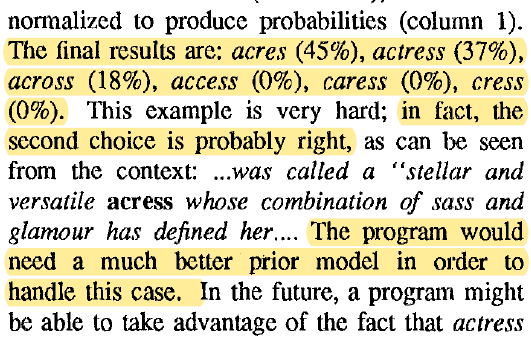 normalized to produce probabilities (column 1).
The final results are: acres (45%), actress (37%),
across (18%), access (0%), caress (0%), cress
(0%). This example is very hard; in fact, the
second choice is probably right, as can be seen
from the context: ...was called a "stellar and
versatile acress whose combination of sass and
glamour has defined her.... The program would
need a much better prior model in order to
handle this case. In the future, a program might
be able to take advantage of the fact that actress